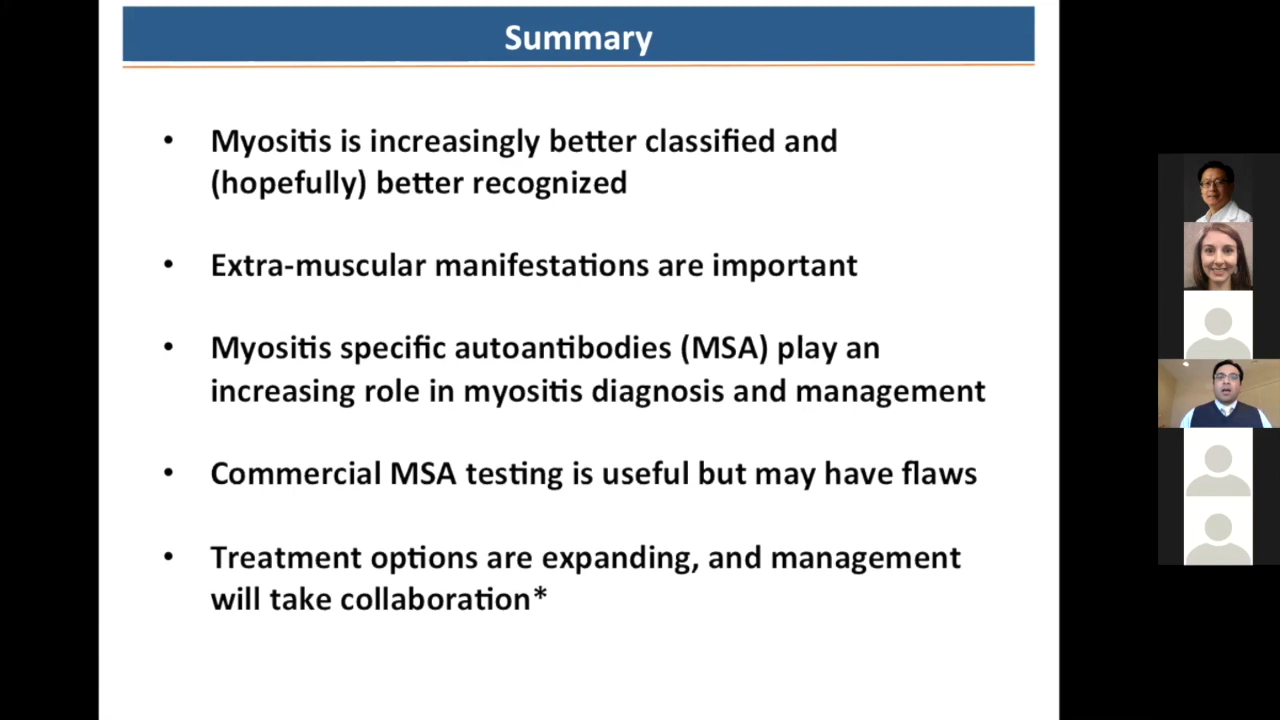 Summary
• Myositis is increasingly better classified and
(hopefully) better recognized
• Extra-muscular manifestations are important
• Myositis specific autoantibodies (MSA) play an
increasing role in myositis diagnosis and management
• Commercial MSA testing is useful but may have flaws
• Treatment options are expanding, and management
will take collaboration*